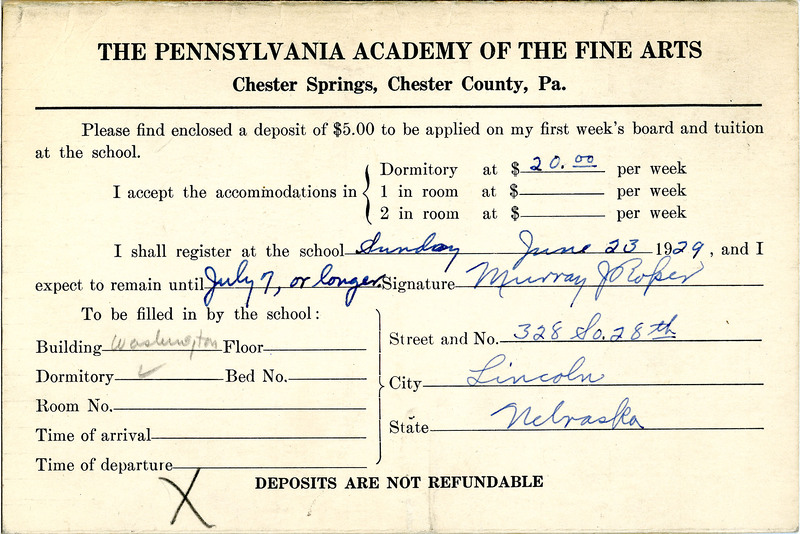 THE PENNSYLVANIA ACADEMY OF THE FINE ARTS
Chester Springs, Chester County, Pa.
Please find enclosed a deposit of $5.00 to be applied on my first week's board and tuition
at the school.
I accept the accommodations in
Dormitory at $ 20.00 per week
1 in room at $ per week
2 in room at $ per week
I shall register at the school Sunday June 23 1929, and I
expect to remain until July 7, or longer. Signature Murray J Roper
To be filled in by the school:
Building Washington Floor
Dormitory ✓ Bed No.
Room No.
Time of arrival
Time of departure
X
Street and No. 328 So. 28th
City Lincoln
State Nebraska
DEPOSITS ARE NOT REFUNDABLE